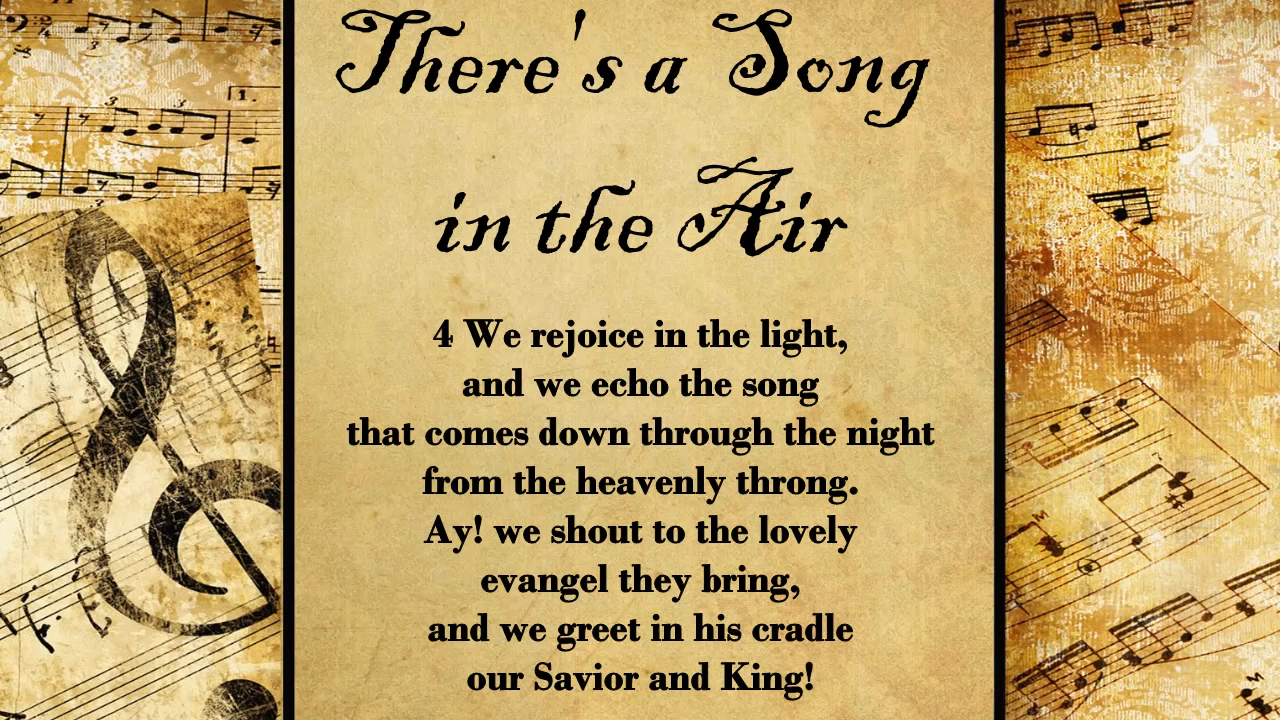 There's a Song
in the Air
4 We rejoice in the light,
and we echo the song
that comes down through the night
from the heavenly throng.
Ay! we shout to the lovely
evangel they bring,
and we greet in his cradle
our Savior and King!